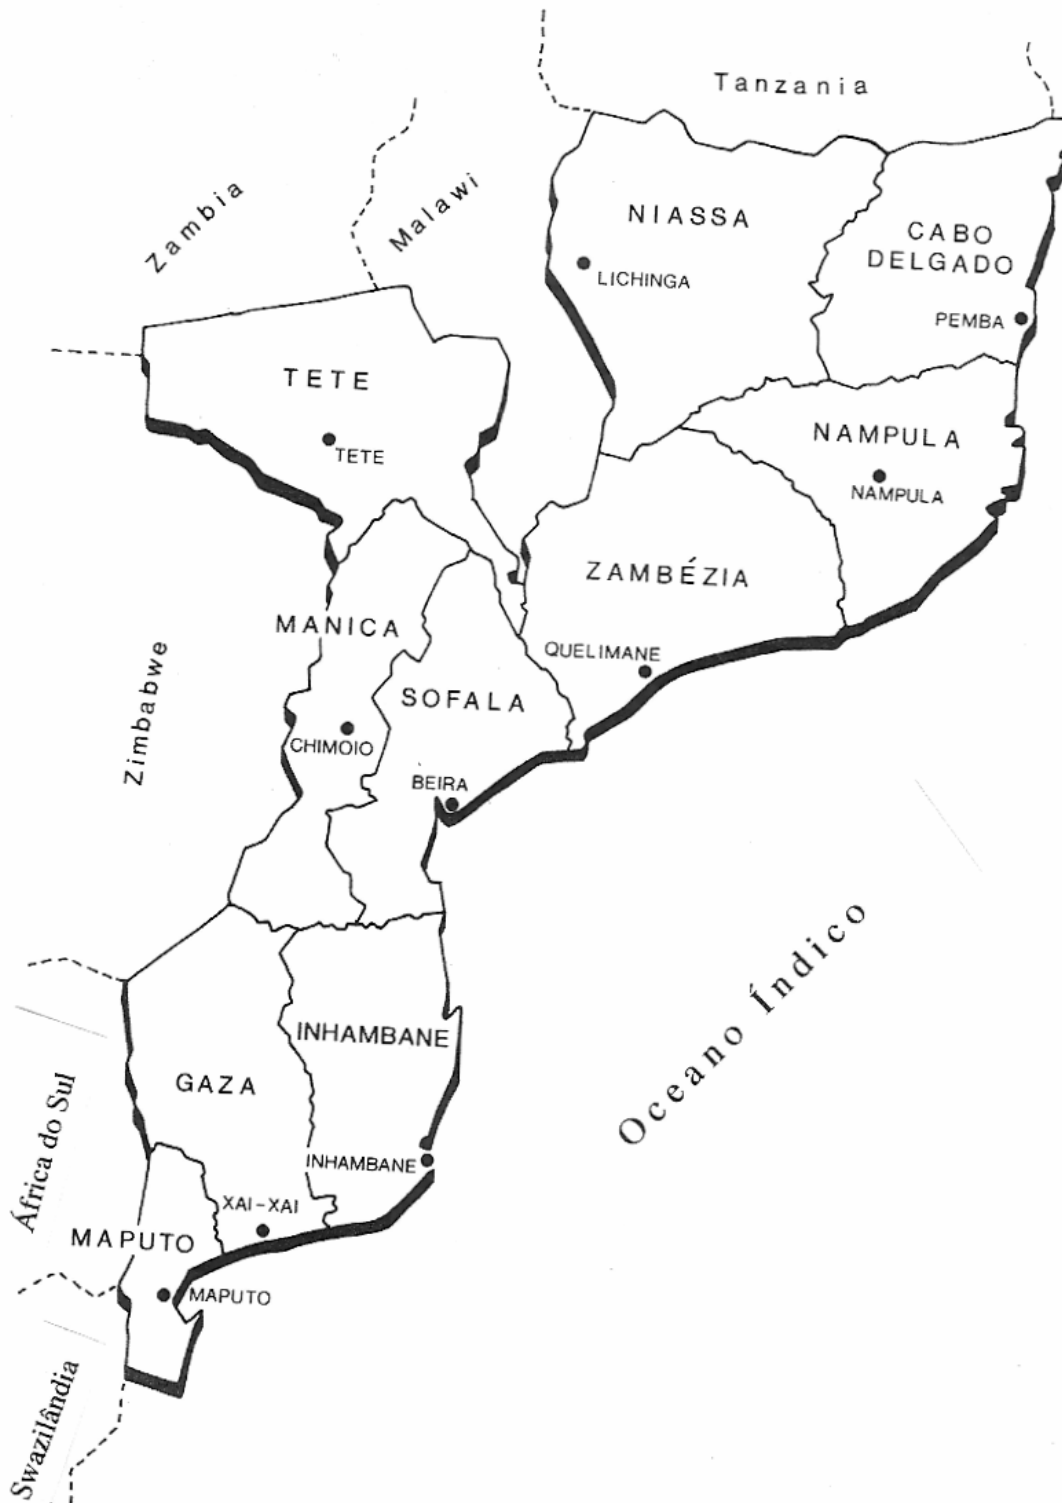 Tanzania
Zambia
Malawi
NIASSA
LICHINGA
CABO
DELGADO
PEMBA
TETE
TETE
NAMPULA
NAMPULA
ZAMBÉZIA
QUELIMANE
MANICA
CHIMOIO
SOFALA
BEIRA
Zimbabwe
Oceano Índico
INHAMBANE
INHAMBANE
GAZA
XAI-XAI
África do Sul
MAPUTO
MAPUTO
Swazilândia